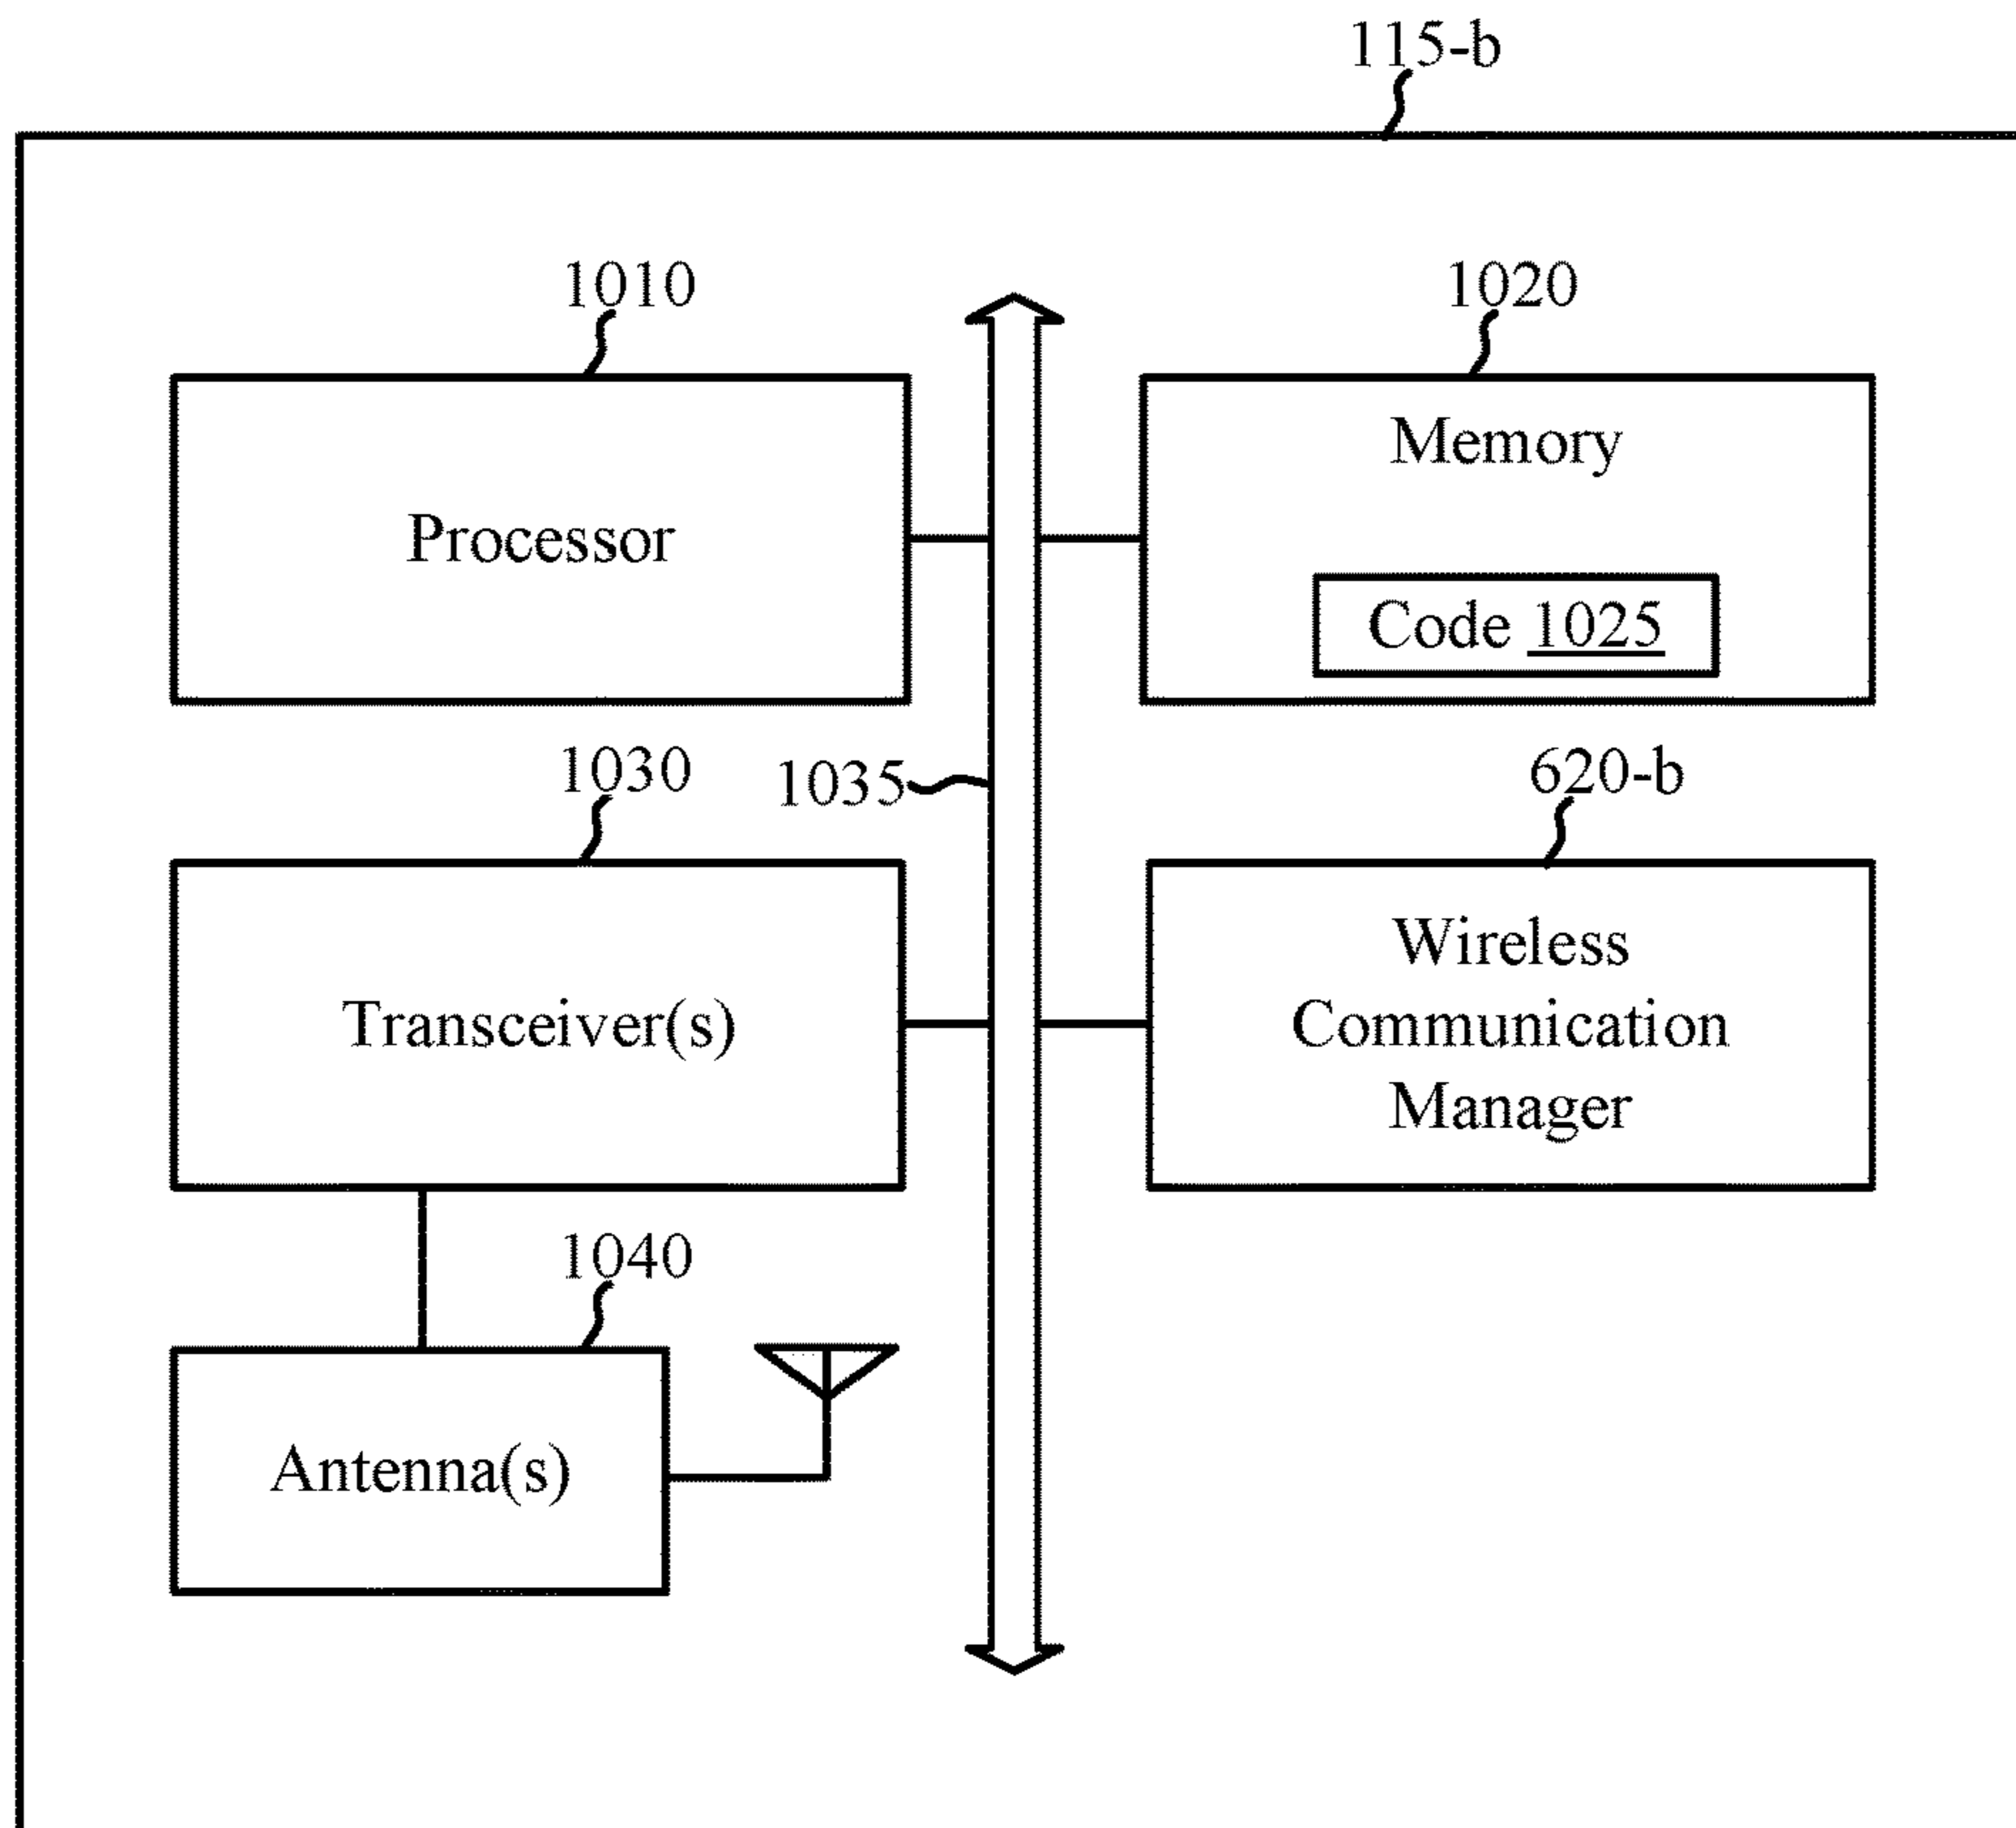 115-b
1010
1020
Processor
Memory
Code 1025
1030
1035
620-b
Transceiver(s)
Wireless
Communication
Manager
1040
Antenna(s)